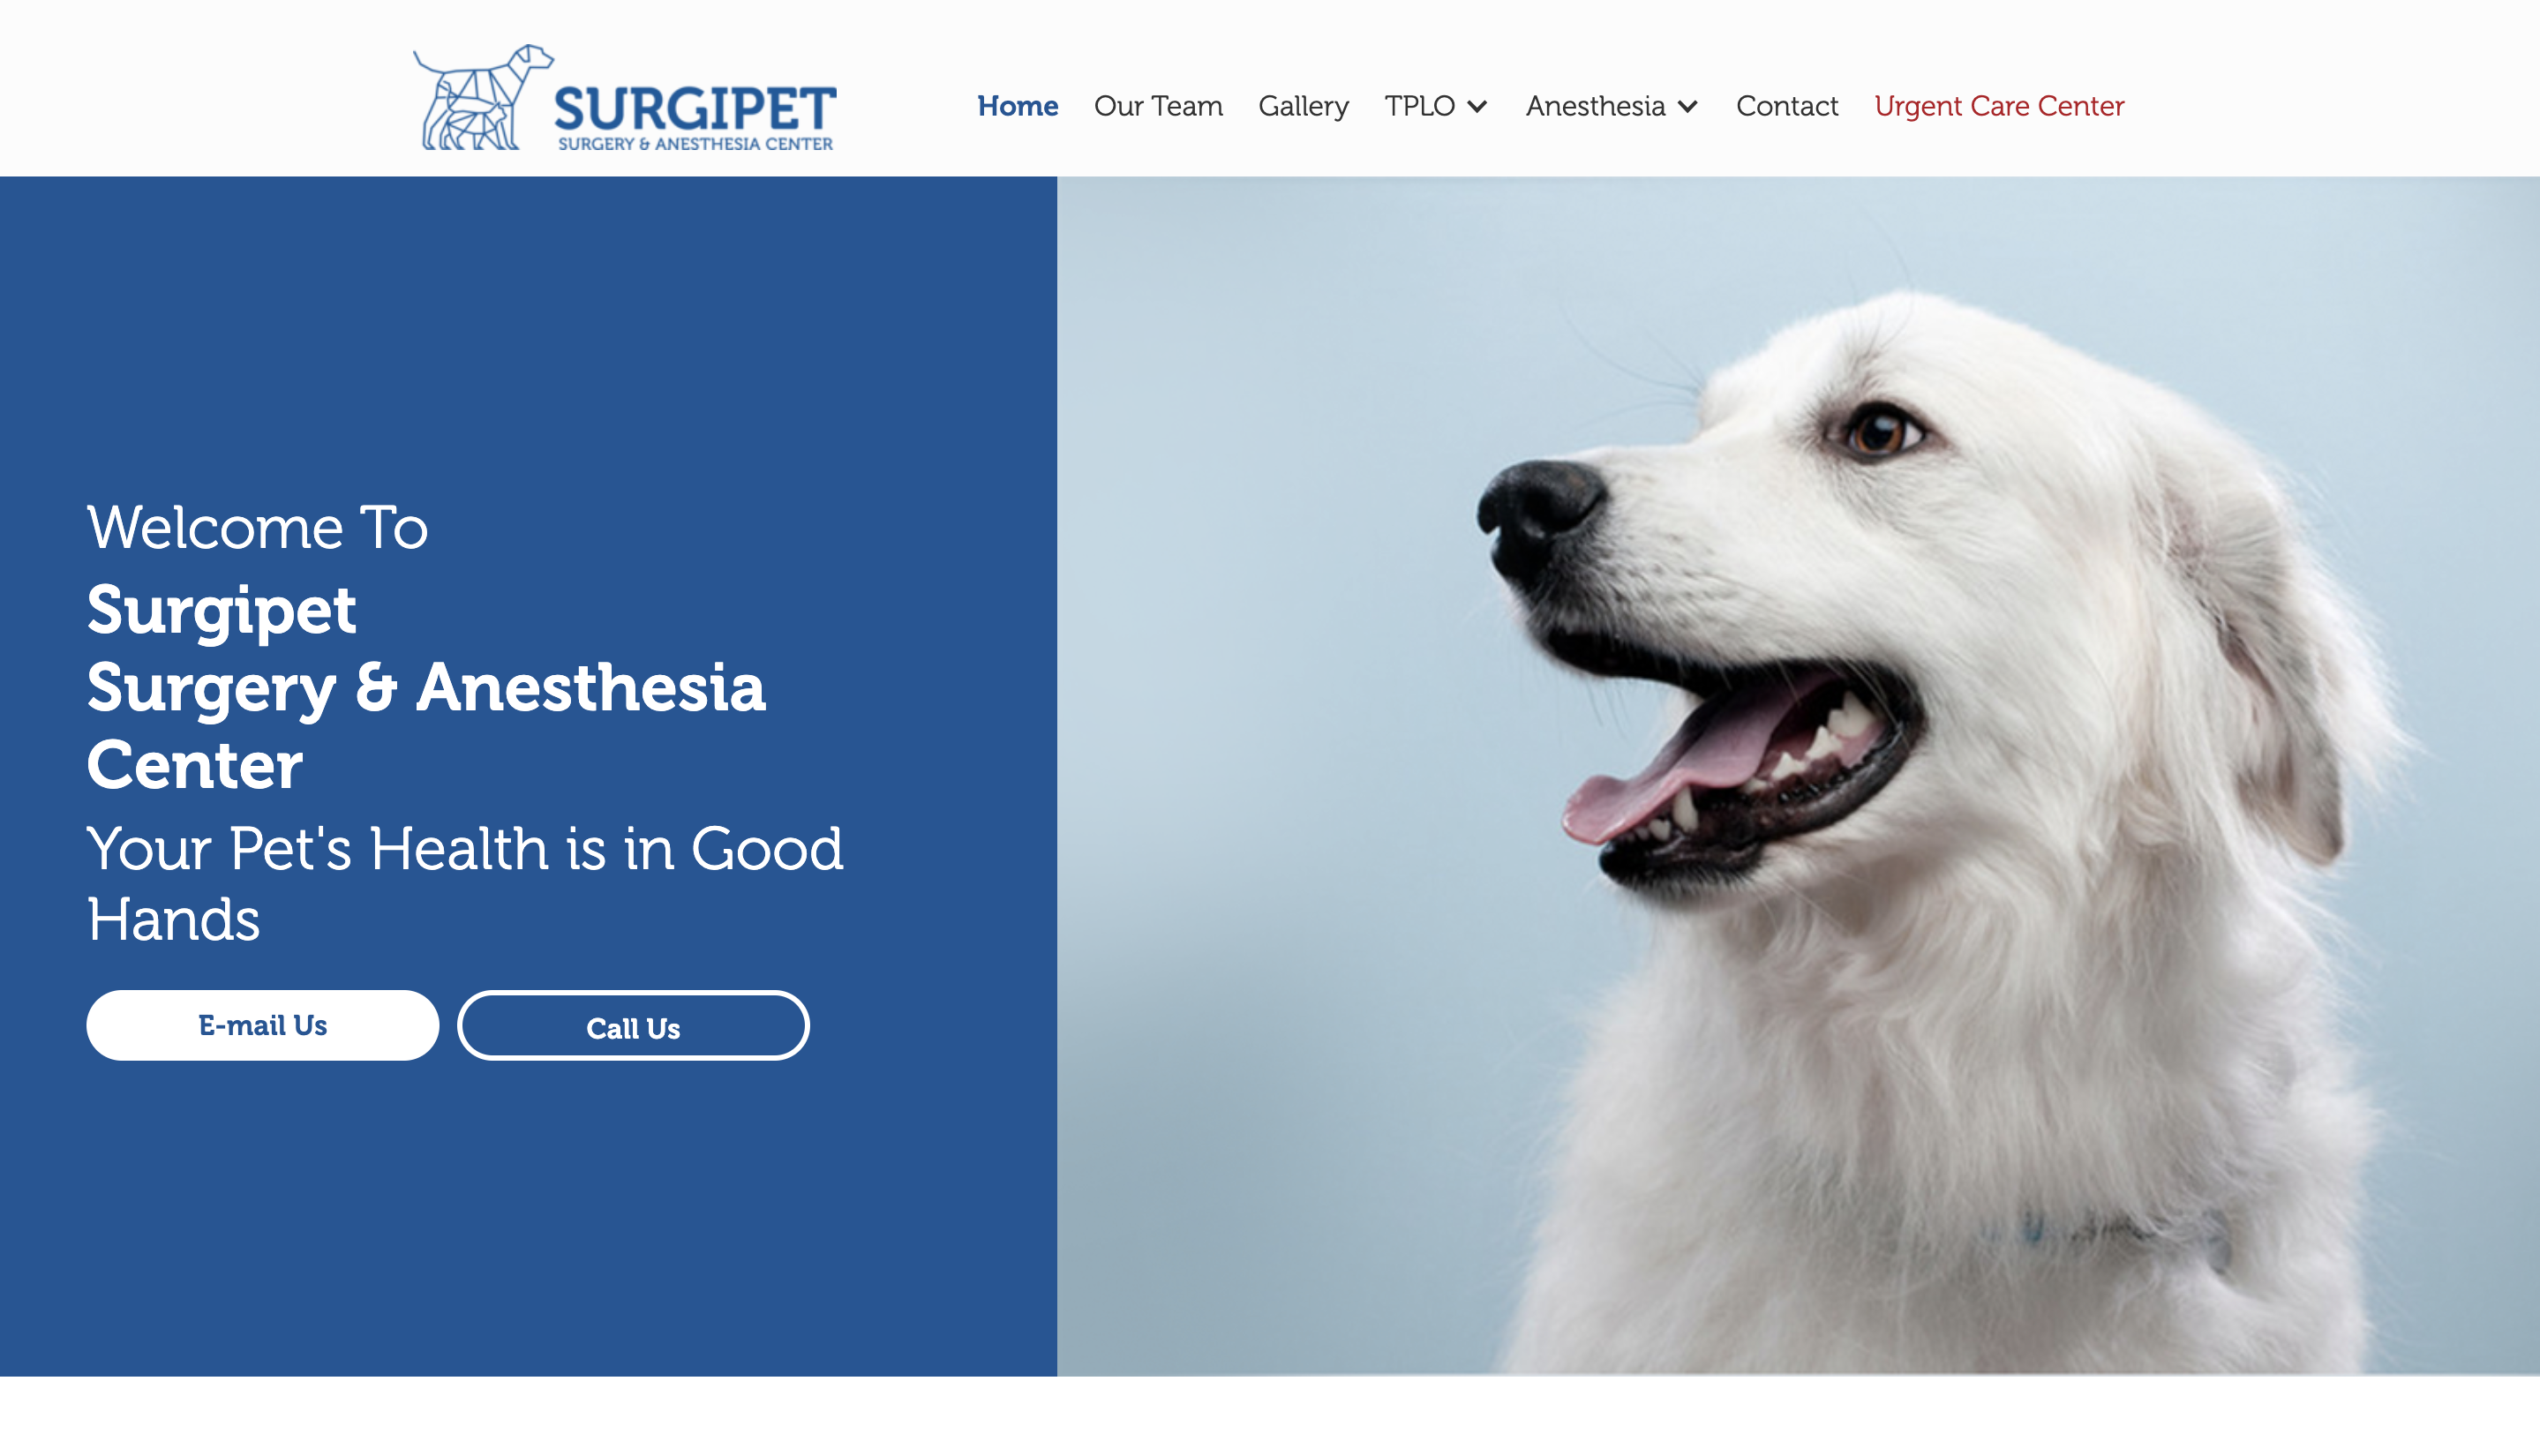 SURGIPET
SURGERY & ANESTHESIA CENTER
Home Our Team Gallery TPLO Anesthesia Contact Urgent Care Center
Welcome To
Surgipet
Surgery & Anesthesia
Center
Your Pet's Health is in Good
Hands
E-mail Us Call Us